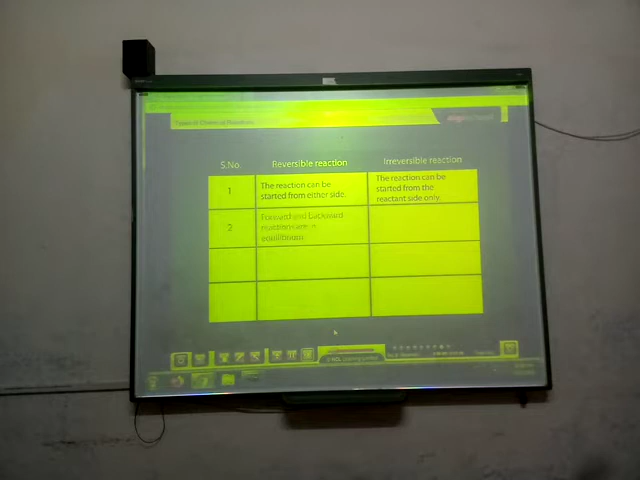 Types of Chemical Reactions
S.No. Reversible reaction Irreversible reaction
1 The reaction can be The reaction can be
started from either side. started from the
reactant side only.
2 Forward and backward
reaction are in
equilibrium